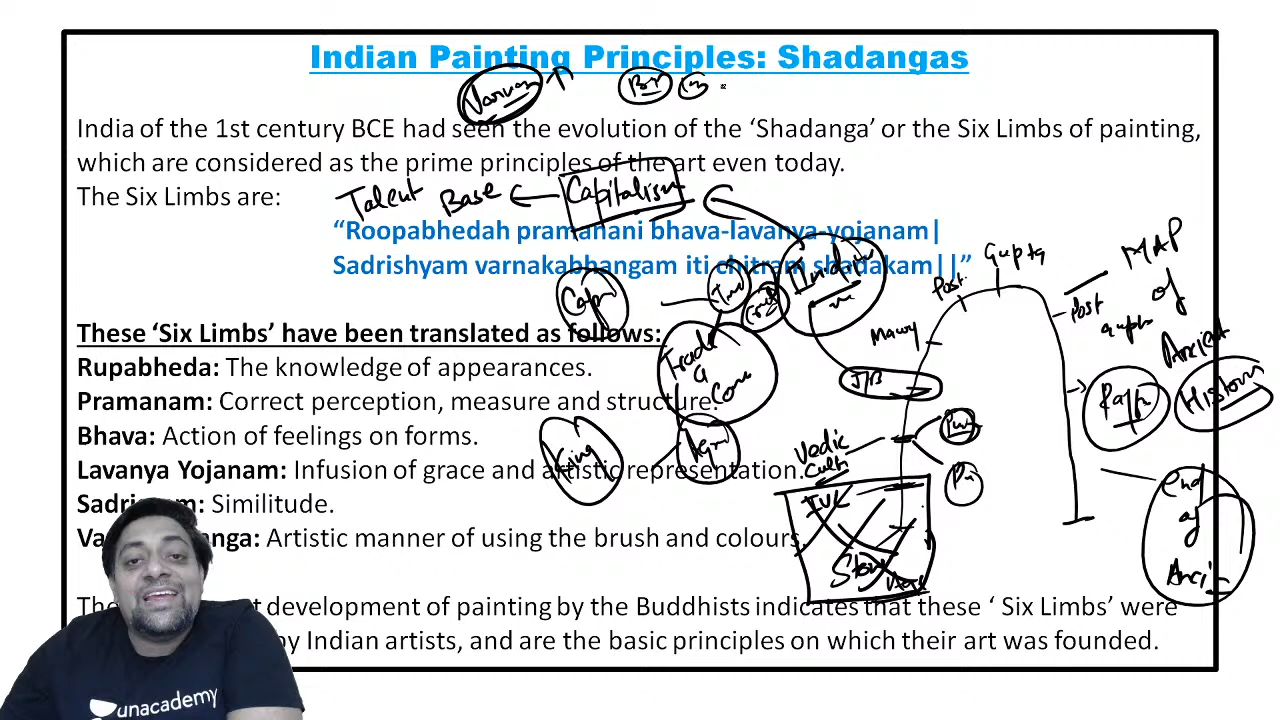 Indian Painting Principles: Shadangas
Varnas
India of the 1st century BCE had seen the evolution of the ‘Shadanga’ or the Six Limbs of painting,
which are considered as the prime principles of the art even today.
The Six Limbs are:
Talent Base
Capitalism
“Roopabhedah pramanani bhava-lavanya-yojanam|
Sadrishyam varnakabhangam iti chitram shadakam||”
These ‘Six Limbs’ have been translated as follows:
Rupabheda: The knowledge of appearances.
Pramanam: Correct perception, measure and structure.
Bhava: Action of feelings on forms.
Lavanya Yojanam: Infusion of grace and artistic representation.
Similitude.
Artistic manner of using the brush and colours.
development of painting by the Buddhists indicates that these ‘ Six Limbs’ were
by Indian artists, and are the basic principles on which their art was founded.
Trade
King
J/B
Vedic
IVC
Stone
Post
Gupta
Post
Gupta
MAP
of
Ancient
History
end
of
unacademy